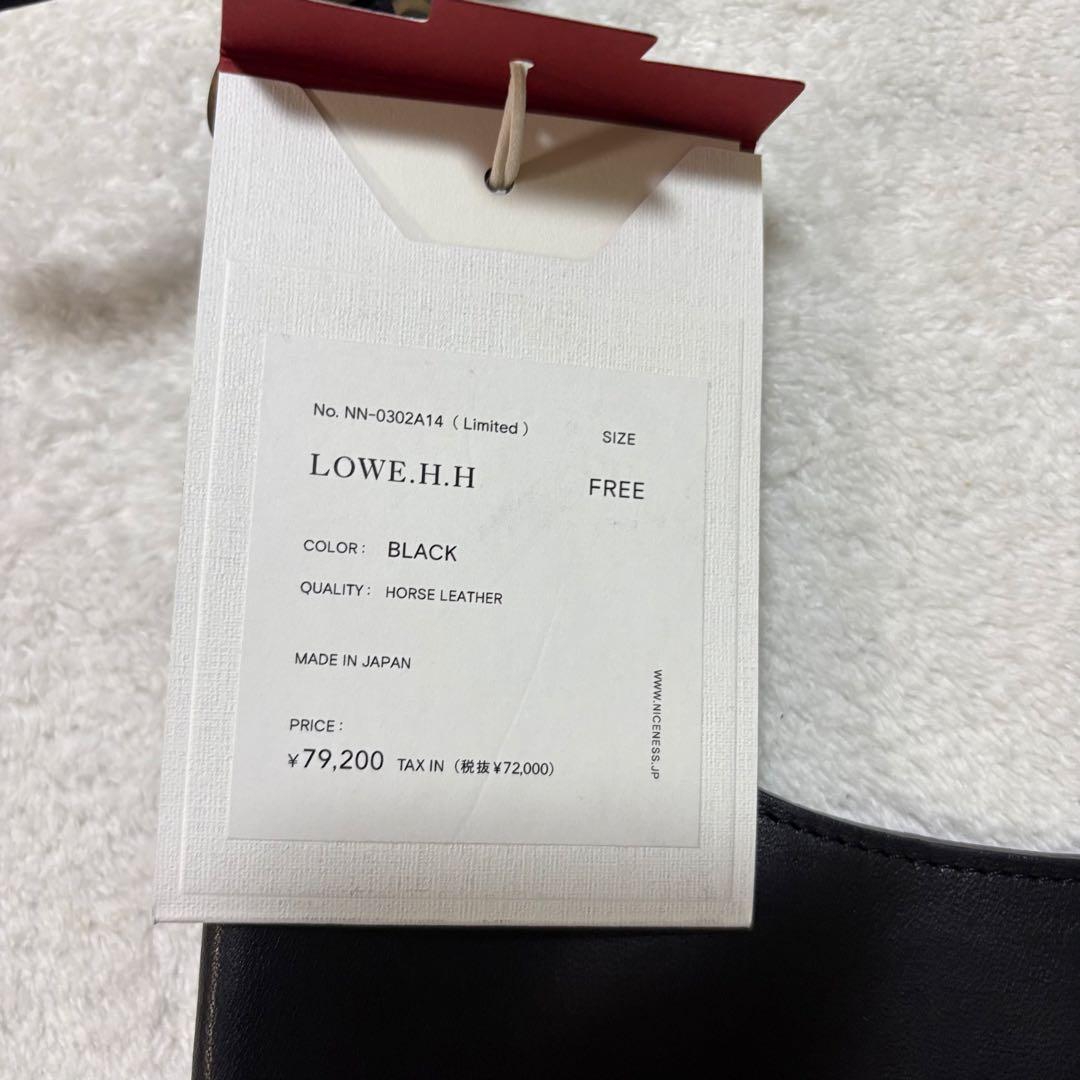 No. NN-0302A14 ( Limited )
SIZE
LOWE.H.H
FREE
COLOR : BLACK
QUALITY : HORSE LEATHER
MADE IN JAPAN
PRICE :
¥79,200 TAX IN (税抜¥72,000)
WWW.NICENESS.JP